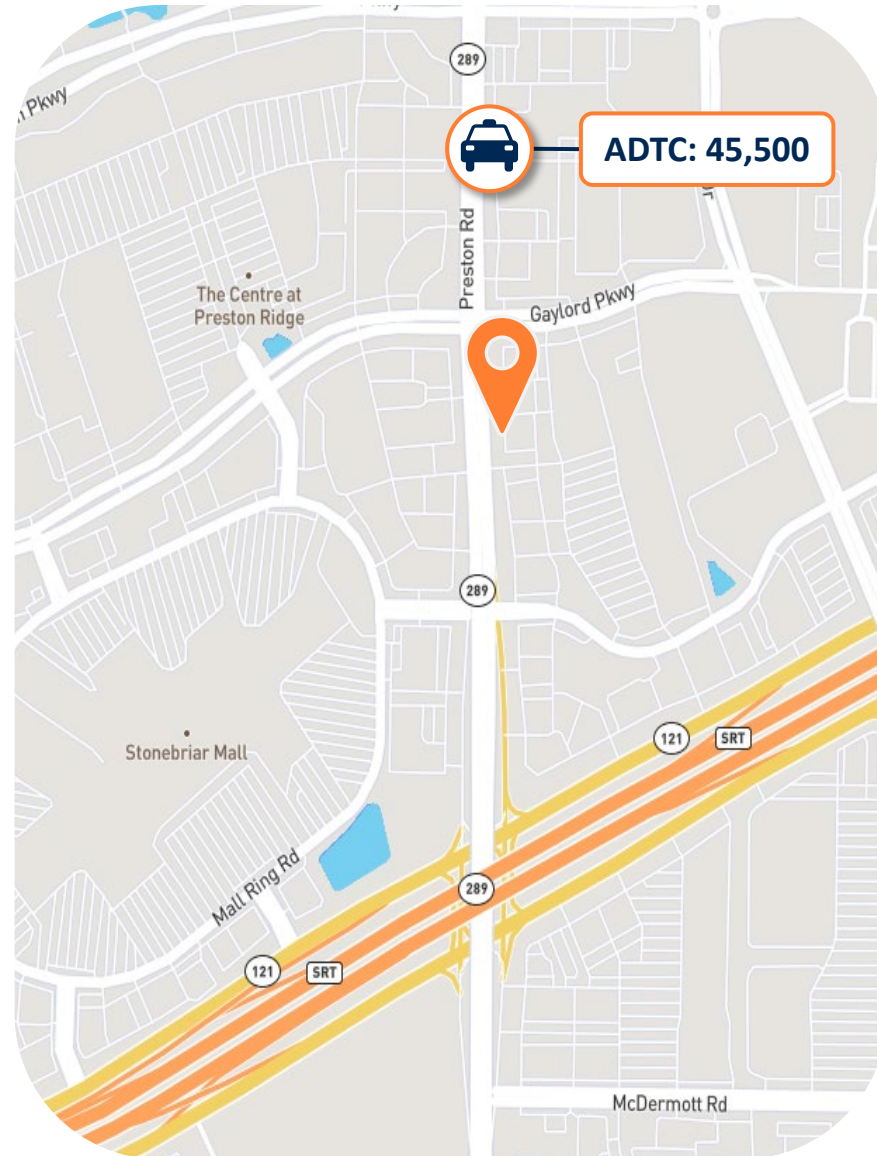 Pkwy
289
Pkwy
ADTC: 45,500
Preston Rd
The Centre at
Preston Ridge
Gaylord Pkwy
289
Stonebriar Mall
121
SRT
Mall Ring Rd
289
121
SRT
McDermott Rd